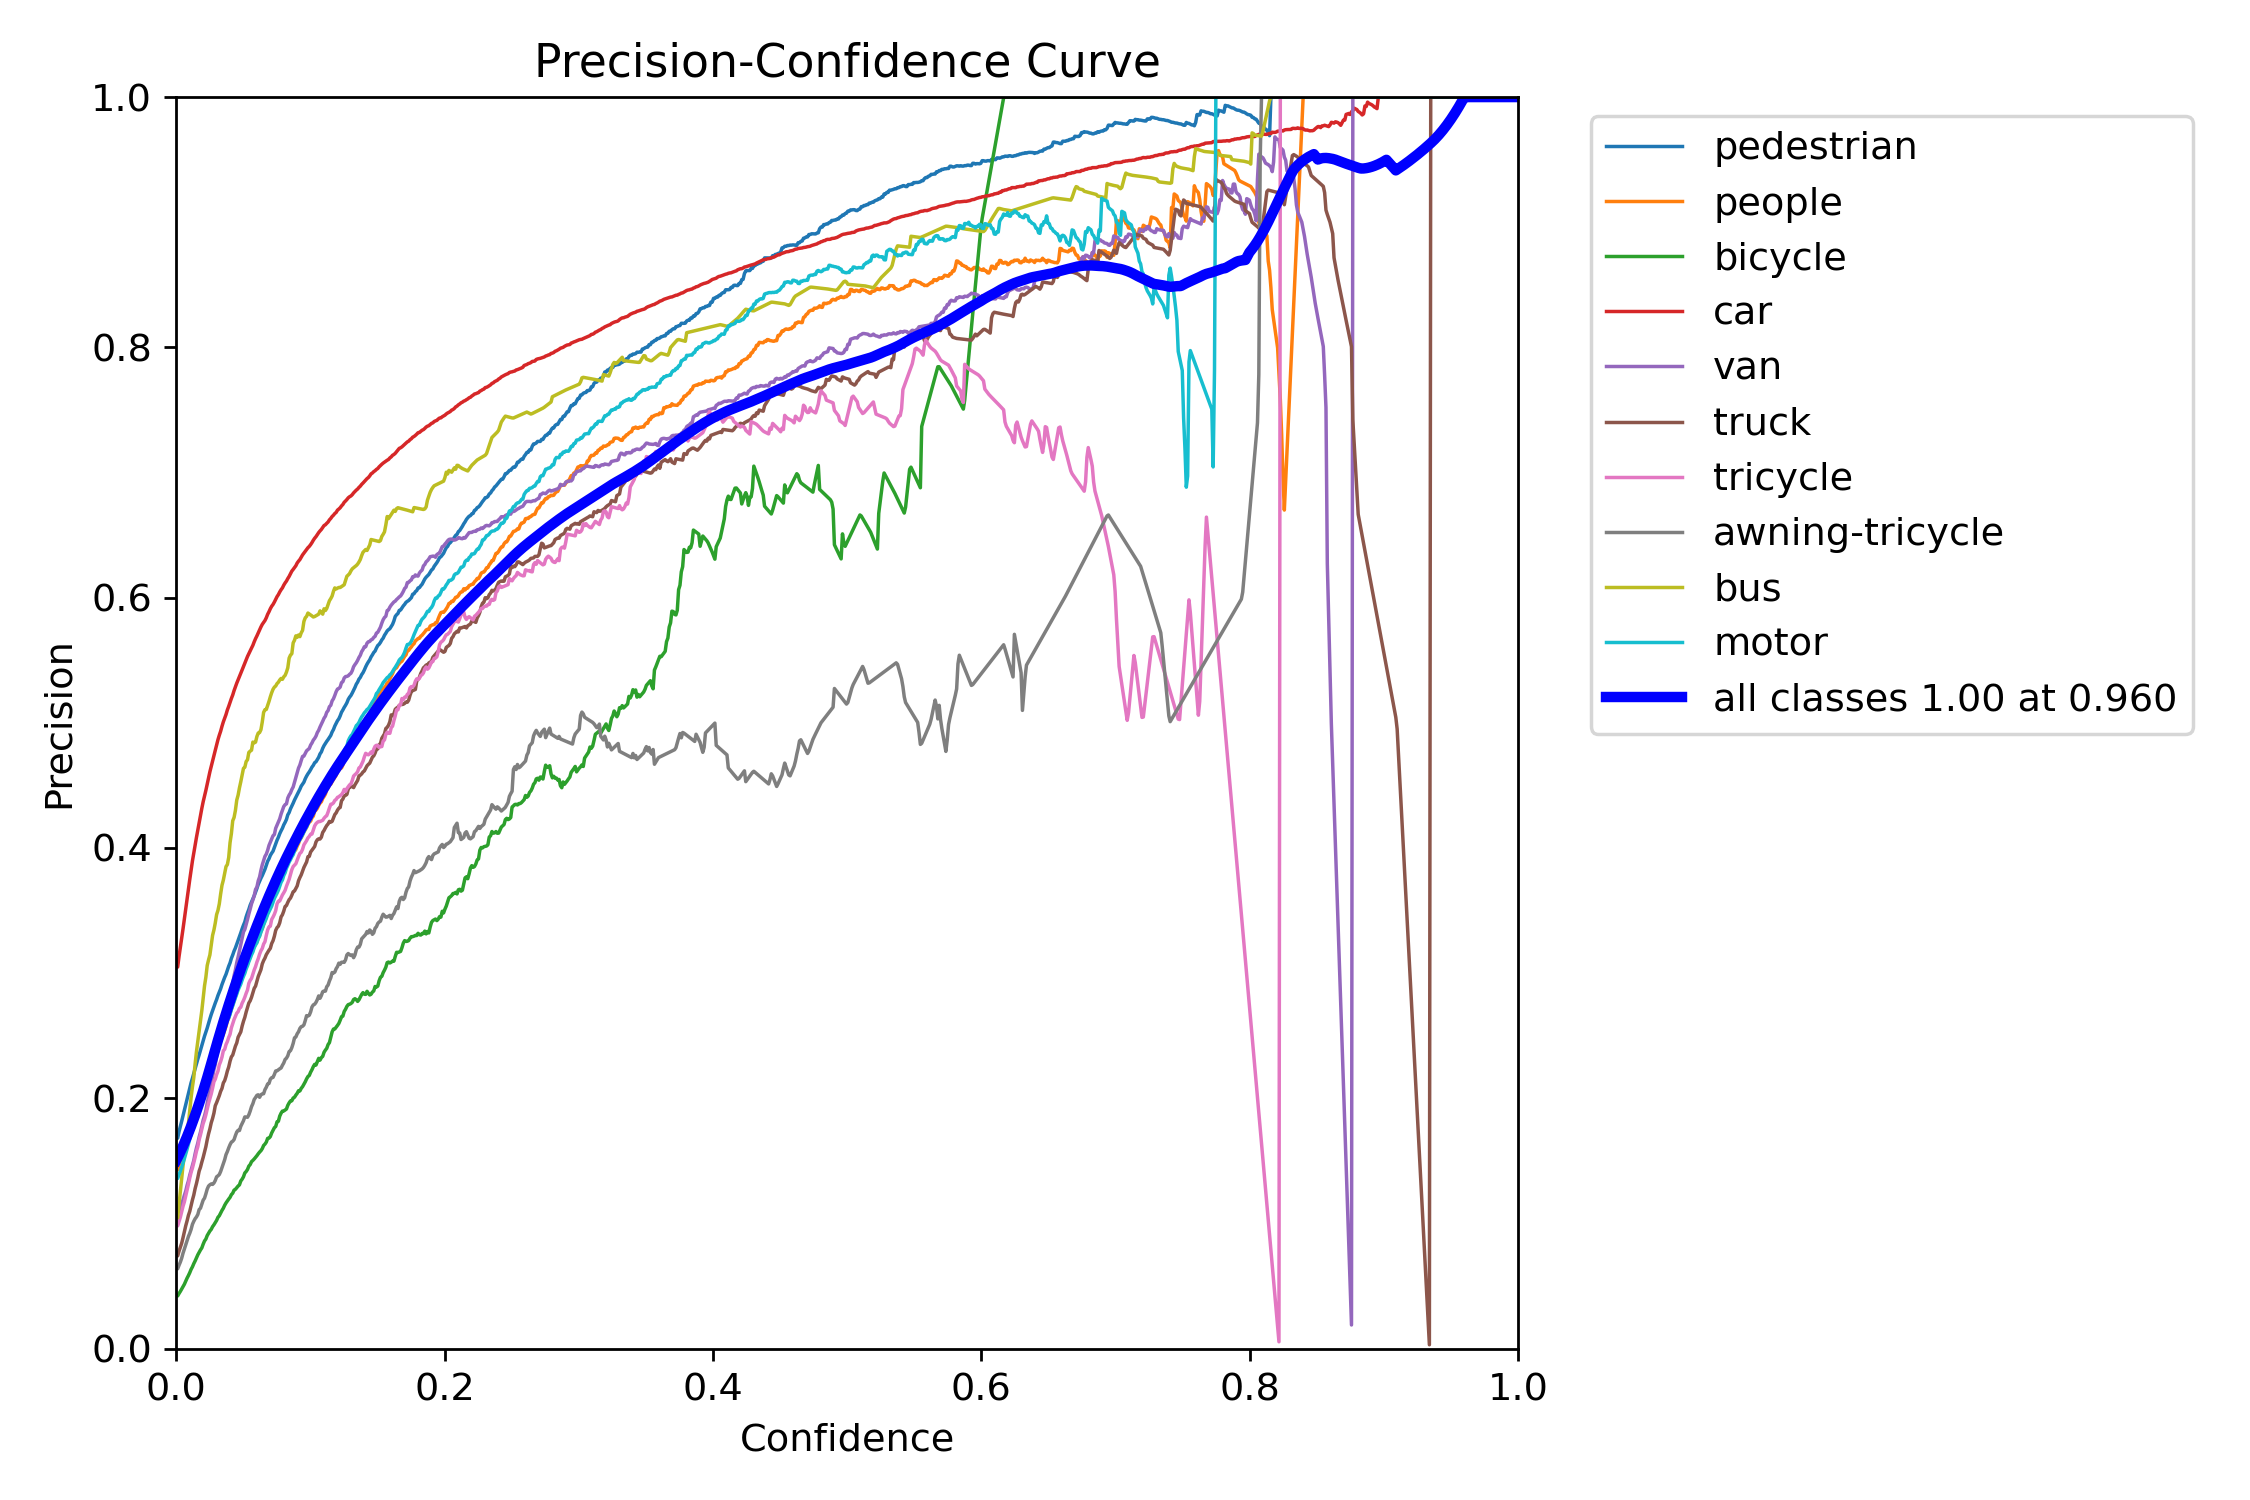 Precision-Confidence Curve
1.0
0.8
0.6
0.4
0.2
0.0
Precision
0.0 0.2 0.4 0.6 0.8 1.0
Confidence
pedestrian
people
bicycle
car
van
truck
tricycle
awning-tricycle
bus
motor
all classes 1.00 at 0.960